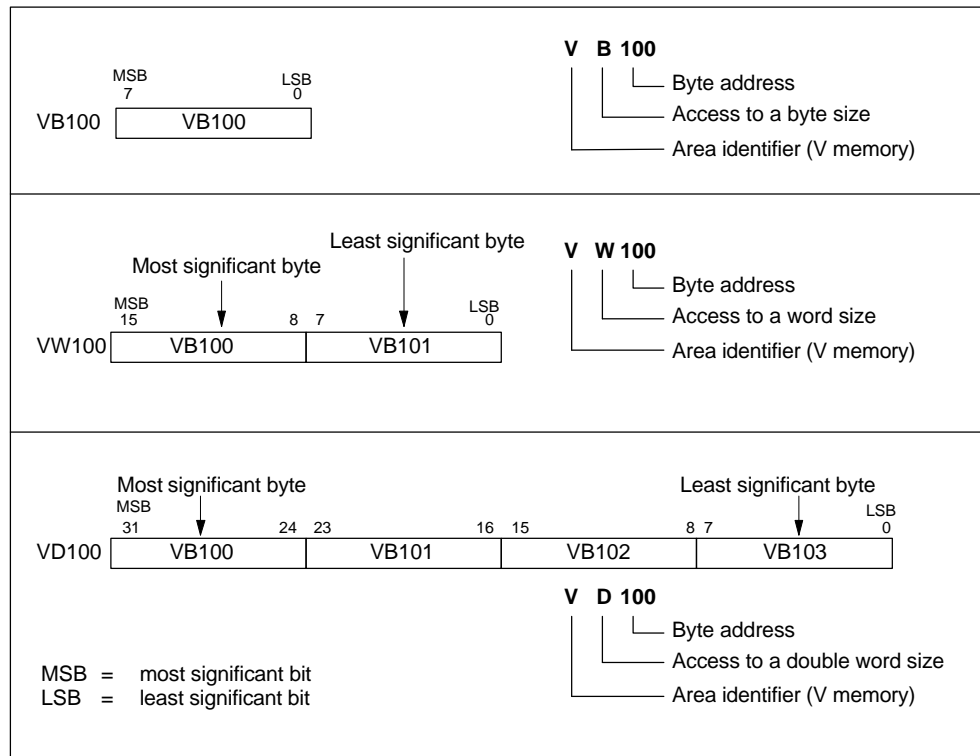 V B 100
MSB LSB
7 0
Byte address
VB100 VB100
Access to a byte size
Area identifier (V memory)
Least significant byte
Most significant byte
V W 100
MSB LSB
15 8 7 0
Byte address
VW100 VB100 VB101
Access to a word size
Area identifier (V memory)
Most significant byte Least significant byte
MSB LSB
31 24 23 16 15 8 7 0
VD100 VB100 VB101 VB102 VB103
V D 100
Byte address
Access to a double word size
Area identifier (V memory)
MSB = most significant bit
LSB = least significant bit